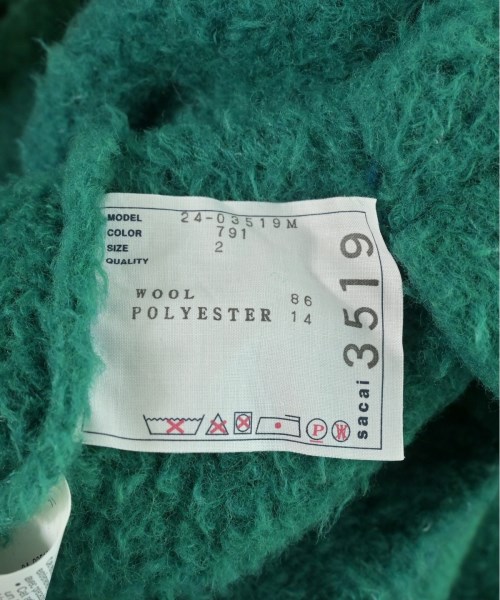 MODEL 24-03519M
COLOR 791
SIZE 2
QUALITY
WOOL 86
POLYESTER 14
P W
sacai 3519